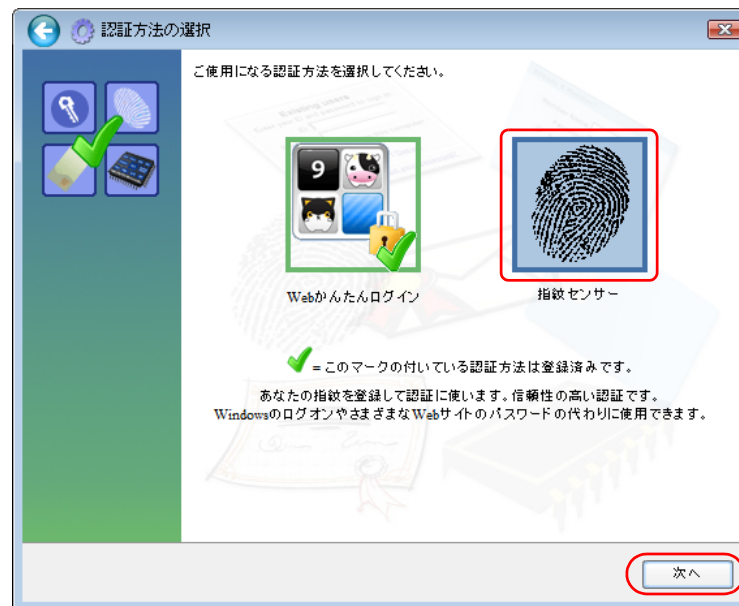 認証方法の選択
ご使用になる認証方法を選択してください。
Existing users
9
Webかんたんログイン
指紋センサー
=このマークの付いている認証方法は登録済みです。
あなたの指紋を登録して認証に使います。信頼性の高い認証です。
WindowsのログオンやさまざまなWebサイトのパスワードの代わりに使用できます。
次へ